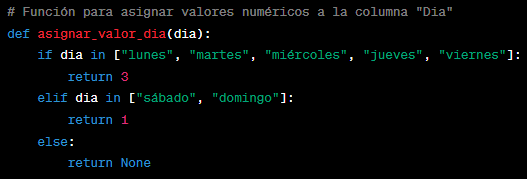 # Función para asignar valores numéricos a la columna "Dia"
def asignar_valor_dia(dia):
    if dia in ["lunes", "martes", "miércoles", "jueves", "viernes"]:
        return 3
    elif dia in ["sábado", "domingo"]:
        return 1
    else:
        return None